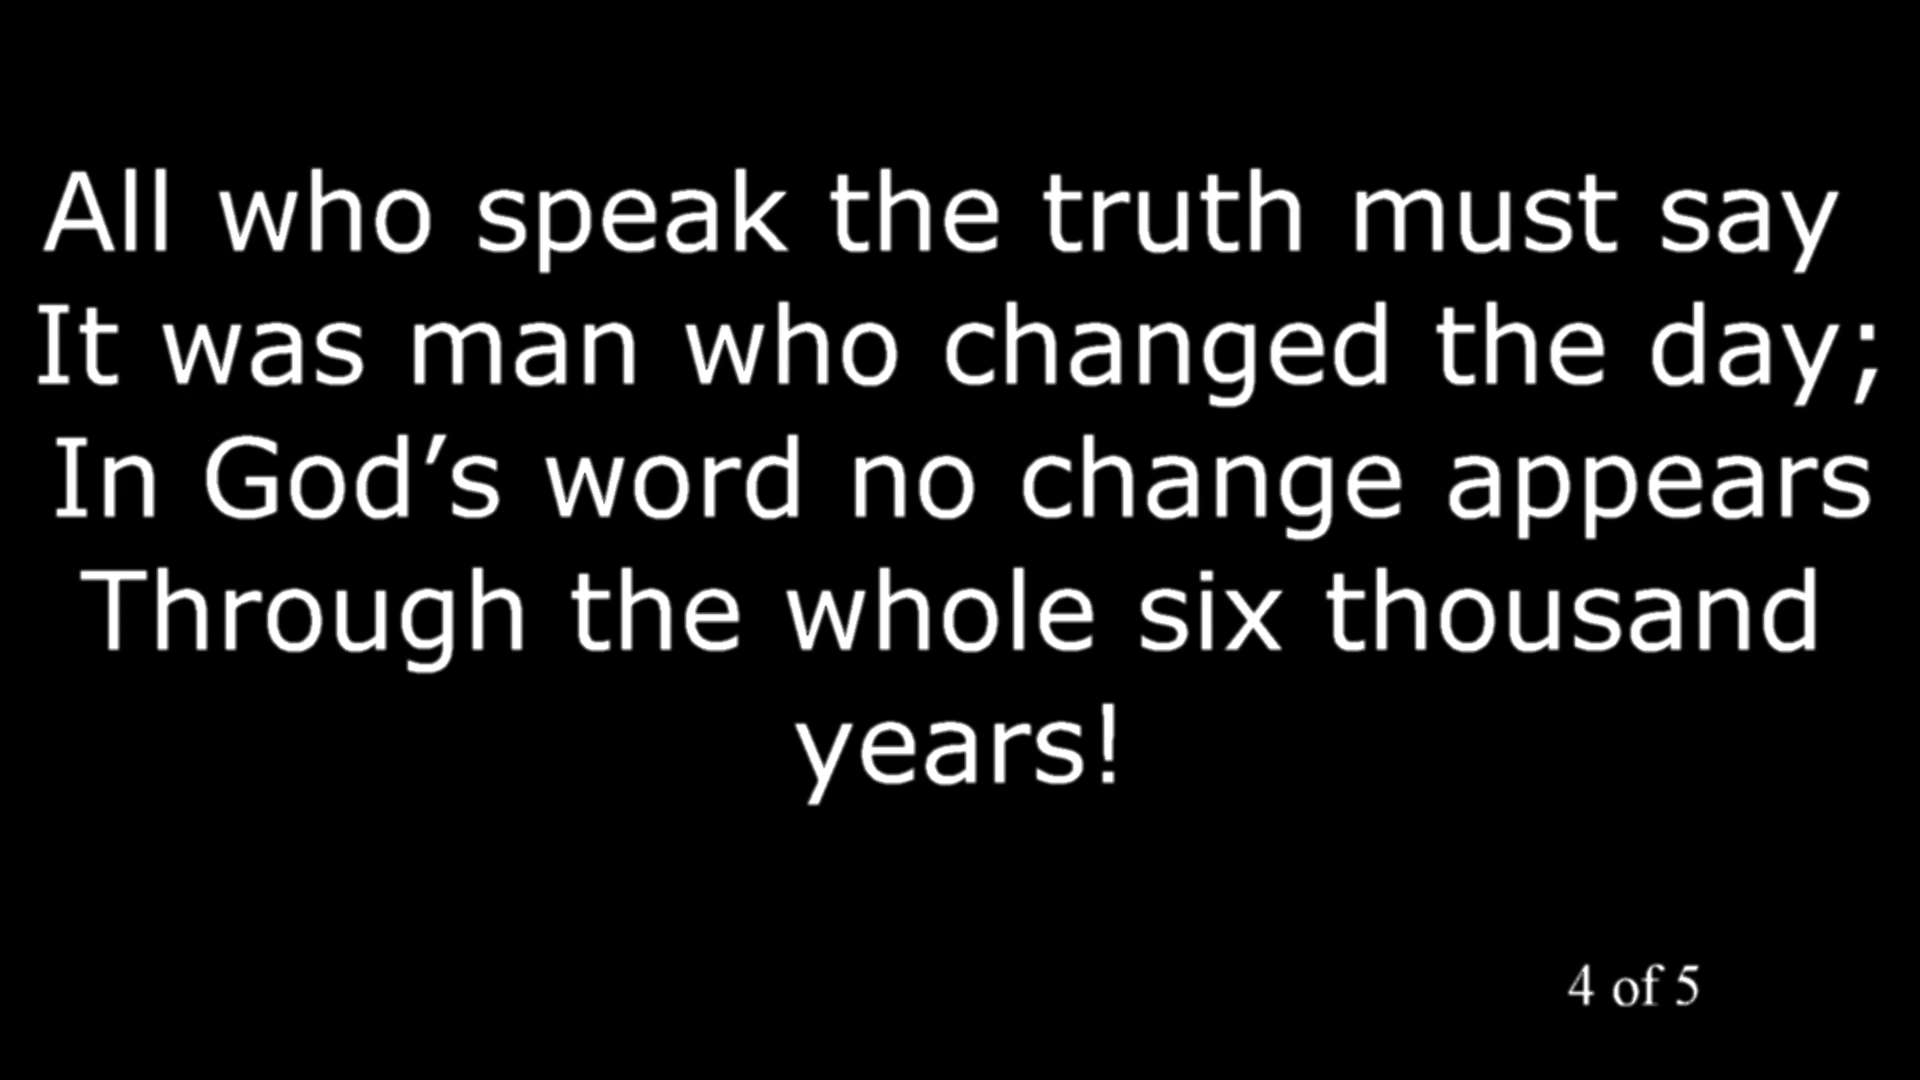 All who speak the truth must say
It was man who changed the day;
In God’s word no change appears
Through the whole six thousand
years!
4 of 5